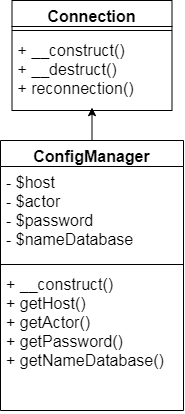 Connection
+ __construct()
+ __destruct()
+ reconnection()
ConfigManager
- $host
- $actor
- $password
- $nameDatabase
+ __construct()
+ getHost()
+ getActor()
+ getPassword()
+ getNameDatabase()